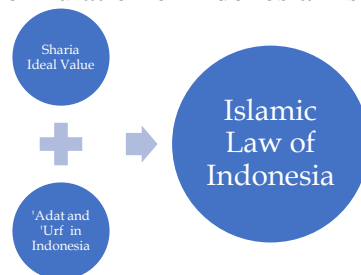 Sharia
Ideal Value
Islamic
Law of
Indonesia
'Adat and
'Urf in
Indonesia